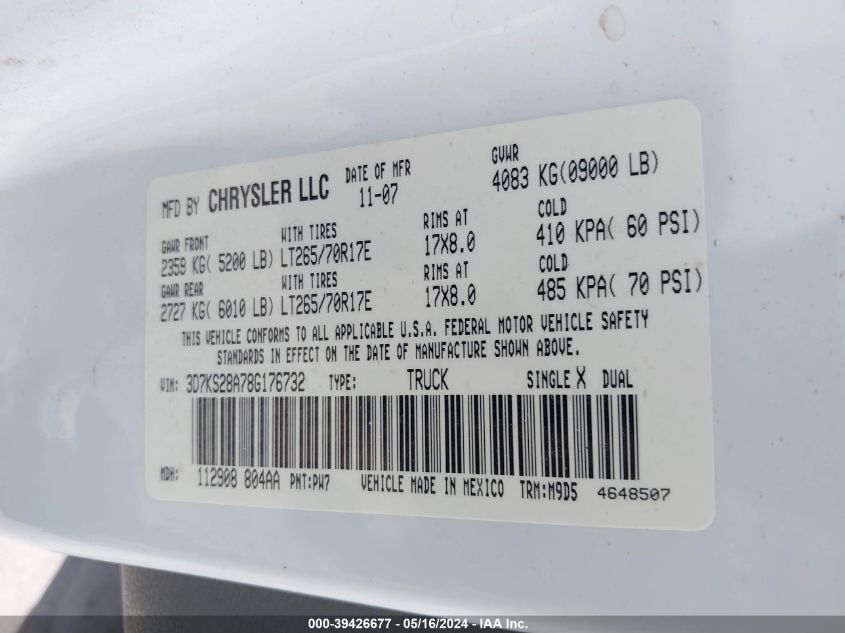 MFD BY CHRYSLER LLC DATE OF MFR 11-07 GVWR 4083 KG(09000 LB)
GAWR FRONT WITH TIRES RIMS AT COLD
2359 KG( 5200 LB) LT265/70R17E 17X8.0 410 KPA( 60 PSI)
GAWR REAR WITH TIRES RIMS AT COLD
2727 KG( 6010 LB) LT265/70R17E 17X8.0 485 KPA( 70 PSI)
THIS VEHICLE CONFORMS TO ALL APPLICABLE U.S.A. FEDERAL MOTOR VEHICLE SAFETY
STANDARDS IN EFFECT ON THE DATE OF MANUFACTURE SHOWN ABOVE.
VIN: 3D7KS28A78G176732 TYPE: TRUCK SINGLE X DUAL
MDH: 112908 804AA PNT:PW7 VEHICLE MADE IN MEXICO TRM:M9D5 4648507
000-39426677 - 05/16/2024 - IAA Inc.